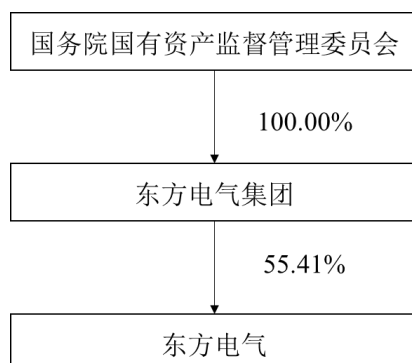 国务院国有资产监督管理委员会
100.00%
东方电气集团
55.41%
东方电气